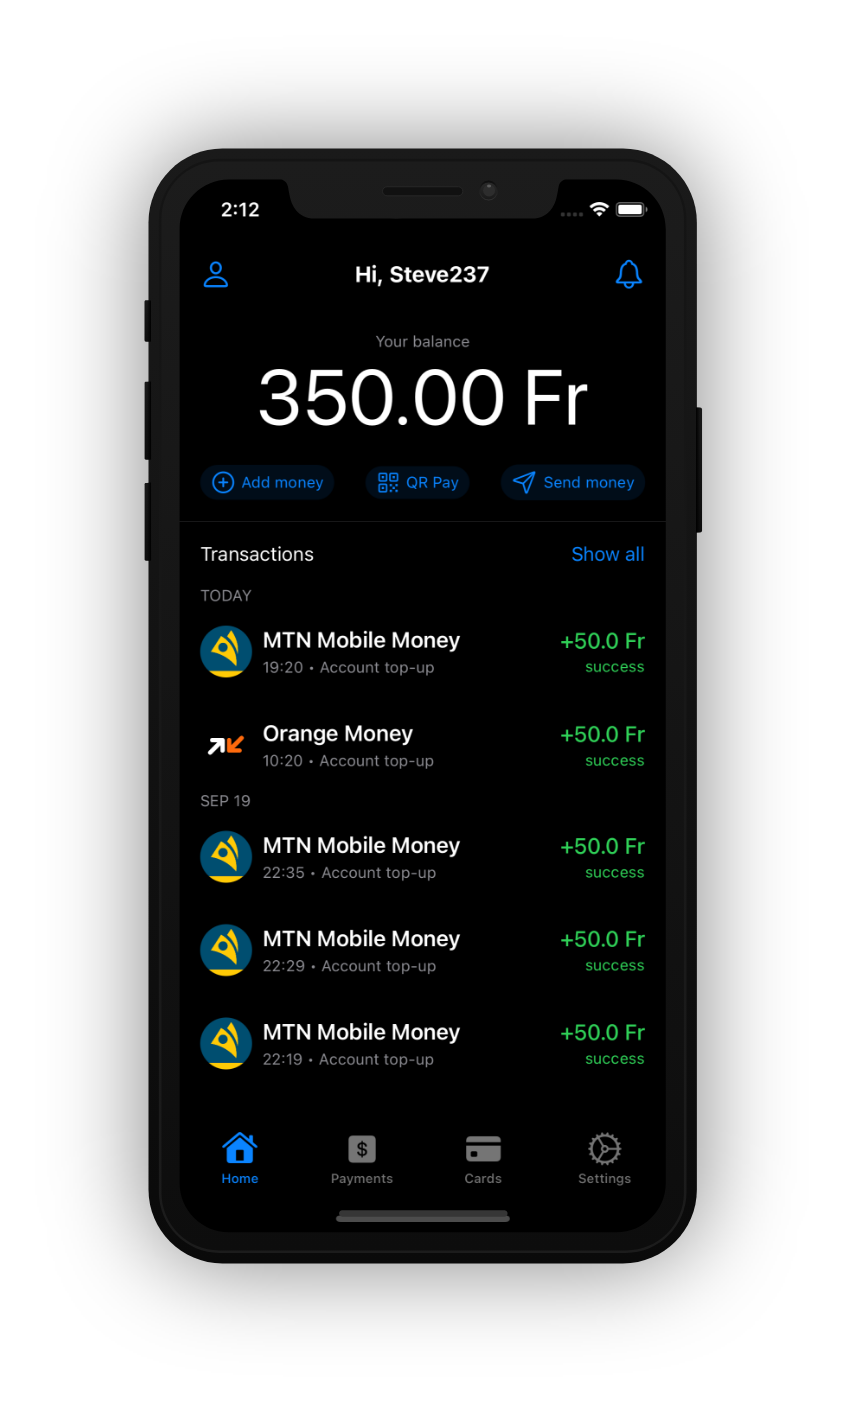 2:12
Hi, Steve237
Your balance
350.00 Fr
Add money
QR Pay
Send money
Transactions
Show all
TODAY
MTN Mobile Money
+50.0 Fr
19:20 • Account top-up
success
Orange Money
+50.0 Fr
10:20 • Account top-up
success
SEP 19
MTN Mobile Money
+50.0 Fr
22:35 • Account top-up
success
MTN Mobile Money
+50.0 Fr
22:29 • Account top-up
success
MTN Mobile Money
+50.0 Fr
22:19 • Account top-up
success
$
Home
Payments
Cards
Settings